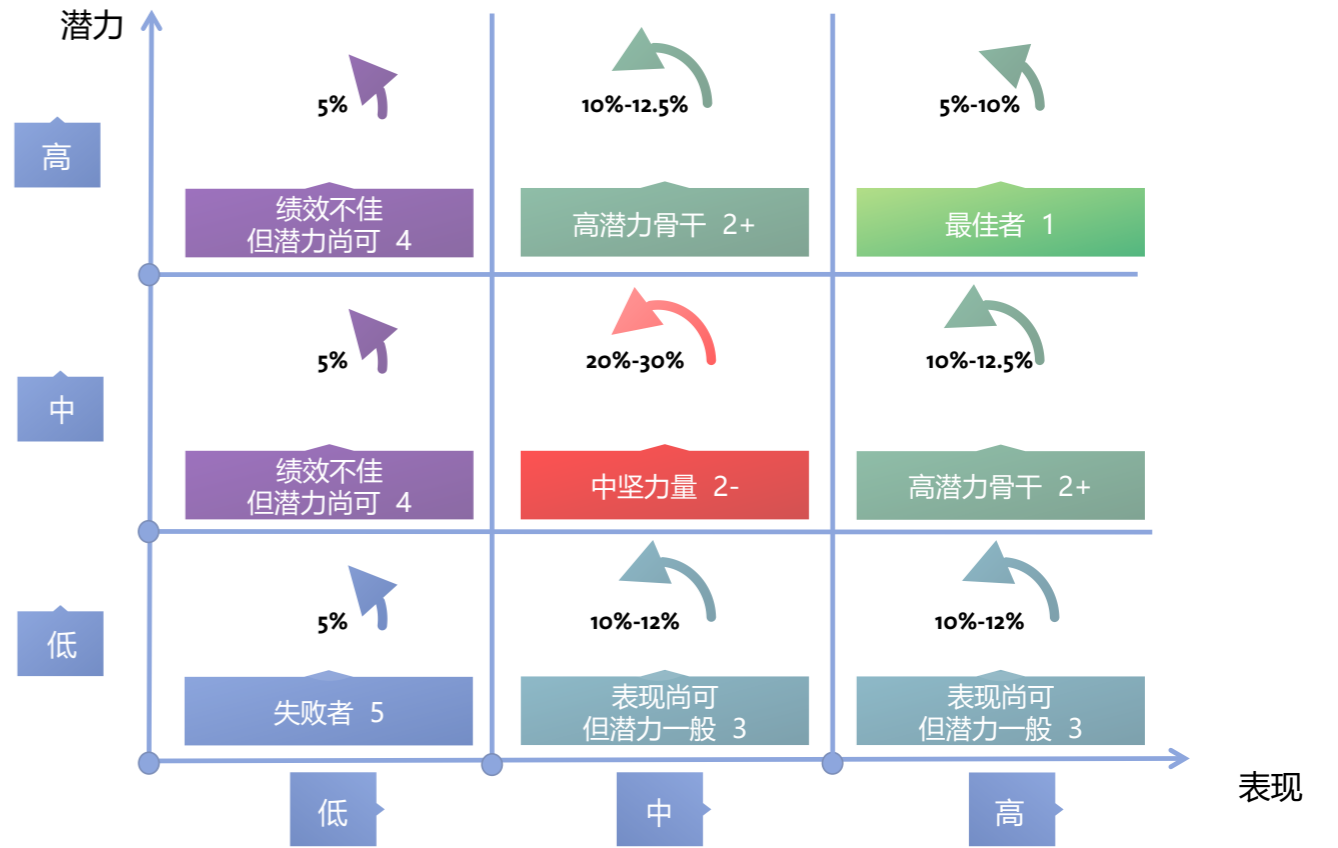 潜力
高
5%
10%-12.5%
5%-10%
绩效不佳
但潜力尚可 4
高潜力骨干 2+
最佳者 1
中
5%
20%-30%
10%-12.5%
绩效不佳
但潜力尚可 4
中坚力量 2-
高潜力骨干 2+
低
5%
10%-12%
10%-12%
失败者 5
表现尚可
但潜力一般 3
表现尚可
但潜力一般 3
低
中
高
表现